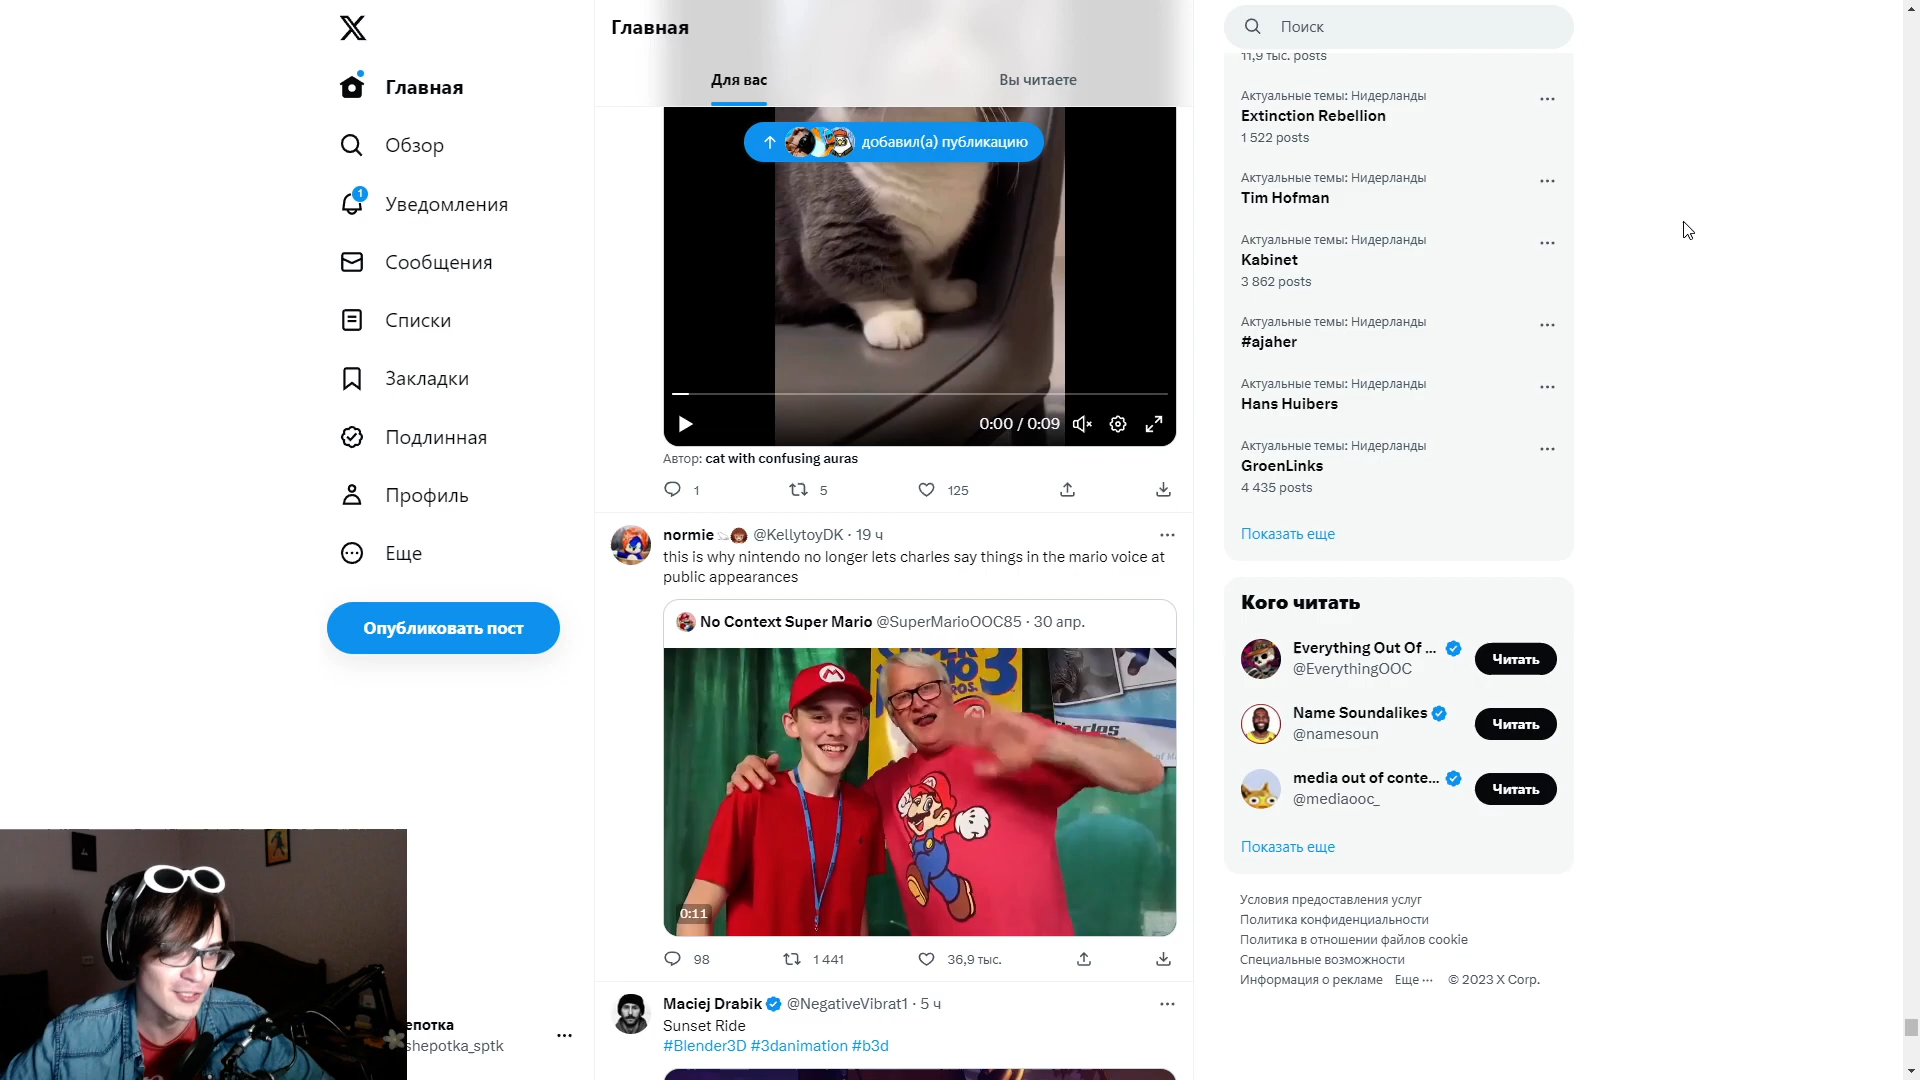 Главная
Обзор
1
Уведомления
Сообщения
Списки
Закладки
Подлинная
Профиль
Еще
Опубликовать пост
епотка
shepotka_sptk
Главная
Для вас
Вы читаете
добавил(а) публикацию
0:00 / 0:09
Автор: cat with confusing auras
1
5
125
normie @KellytoyDK · 19 ч
this is why nintendo no longer lets charles say things in the mario voice at
public appearances
No Context Super Mario @SuperMarioOOC85 · 30 апр.
3
ROS.
M
0:11
98
1 441
36,9 тыс.
Maciej Drabik @NegativeVibrat1 · 5 ч
Sunset Ride
#Blender3D #3danimation #b3d
Поиск
11,9 тыс. posts
Актуальные темы: Нидерланды
Extinction Rebellion
1 522 posts
Актуальные темы: Нидерланды
Tim Hofman
Актуальные темы: Нидерланды
Kabinet
3 862 posts
Актуальные темы: Нидерланды
#ajaher
Актуальные темы: Нидерланды
Hans Huibers
Актуальные темы: Нидерланды
GroenLinks
4 435 posts
Показать еще
Кого читать
Everything Out Of ...
@EverythingOOC
Читать
Name Soundalikes
@namesoun
Читать
media out of conte...
@mediaooc_
Читать
Показать еще
Условия предоставления услуг
Политика конфиденциальности
Политика в отношении файлов cookie
Специальные возможности
Информация о рекламе Еще ··· © 2023 X Corp.